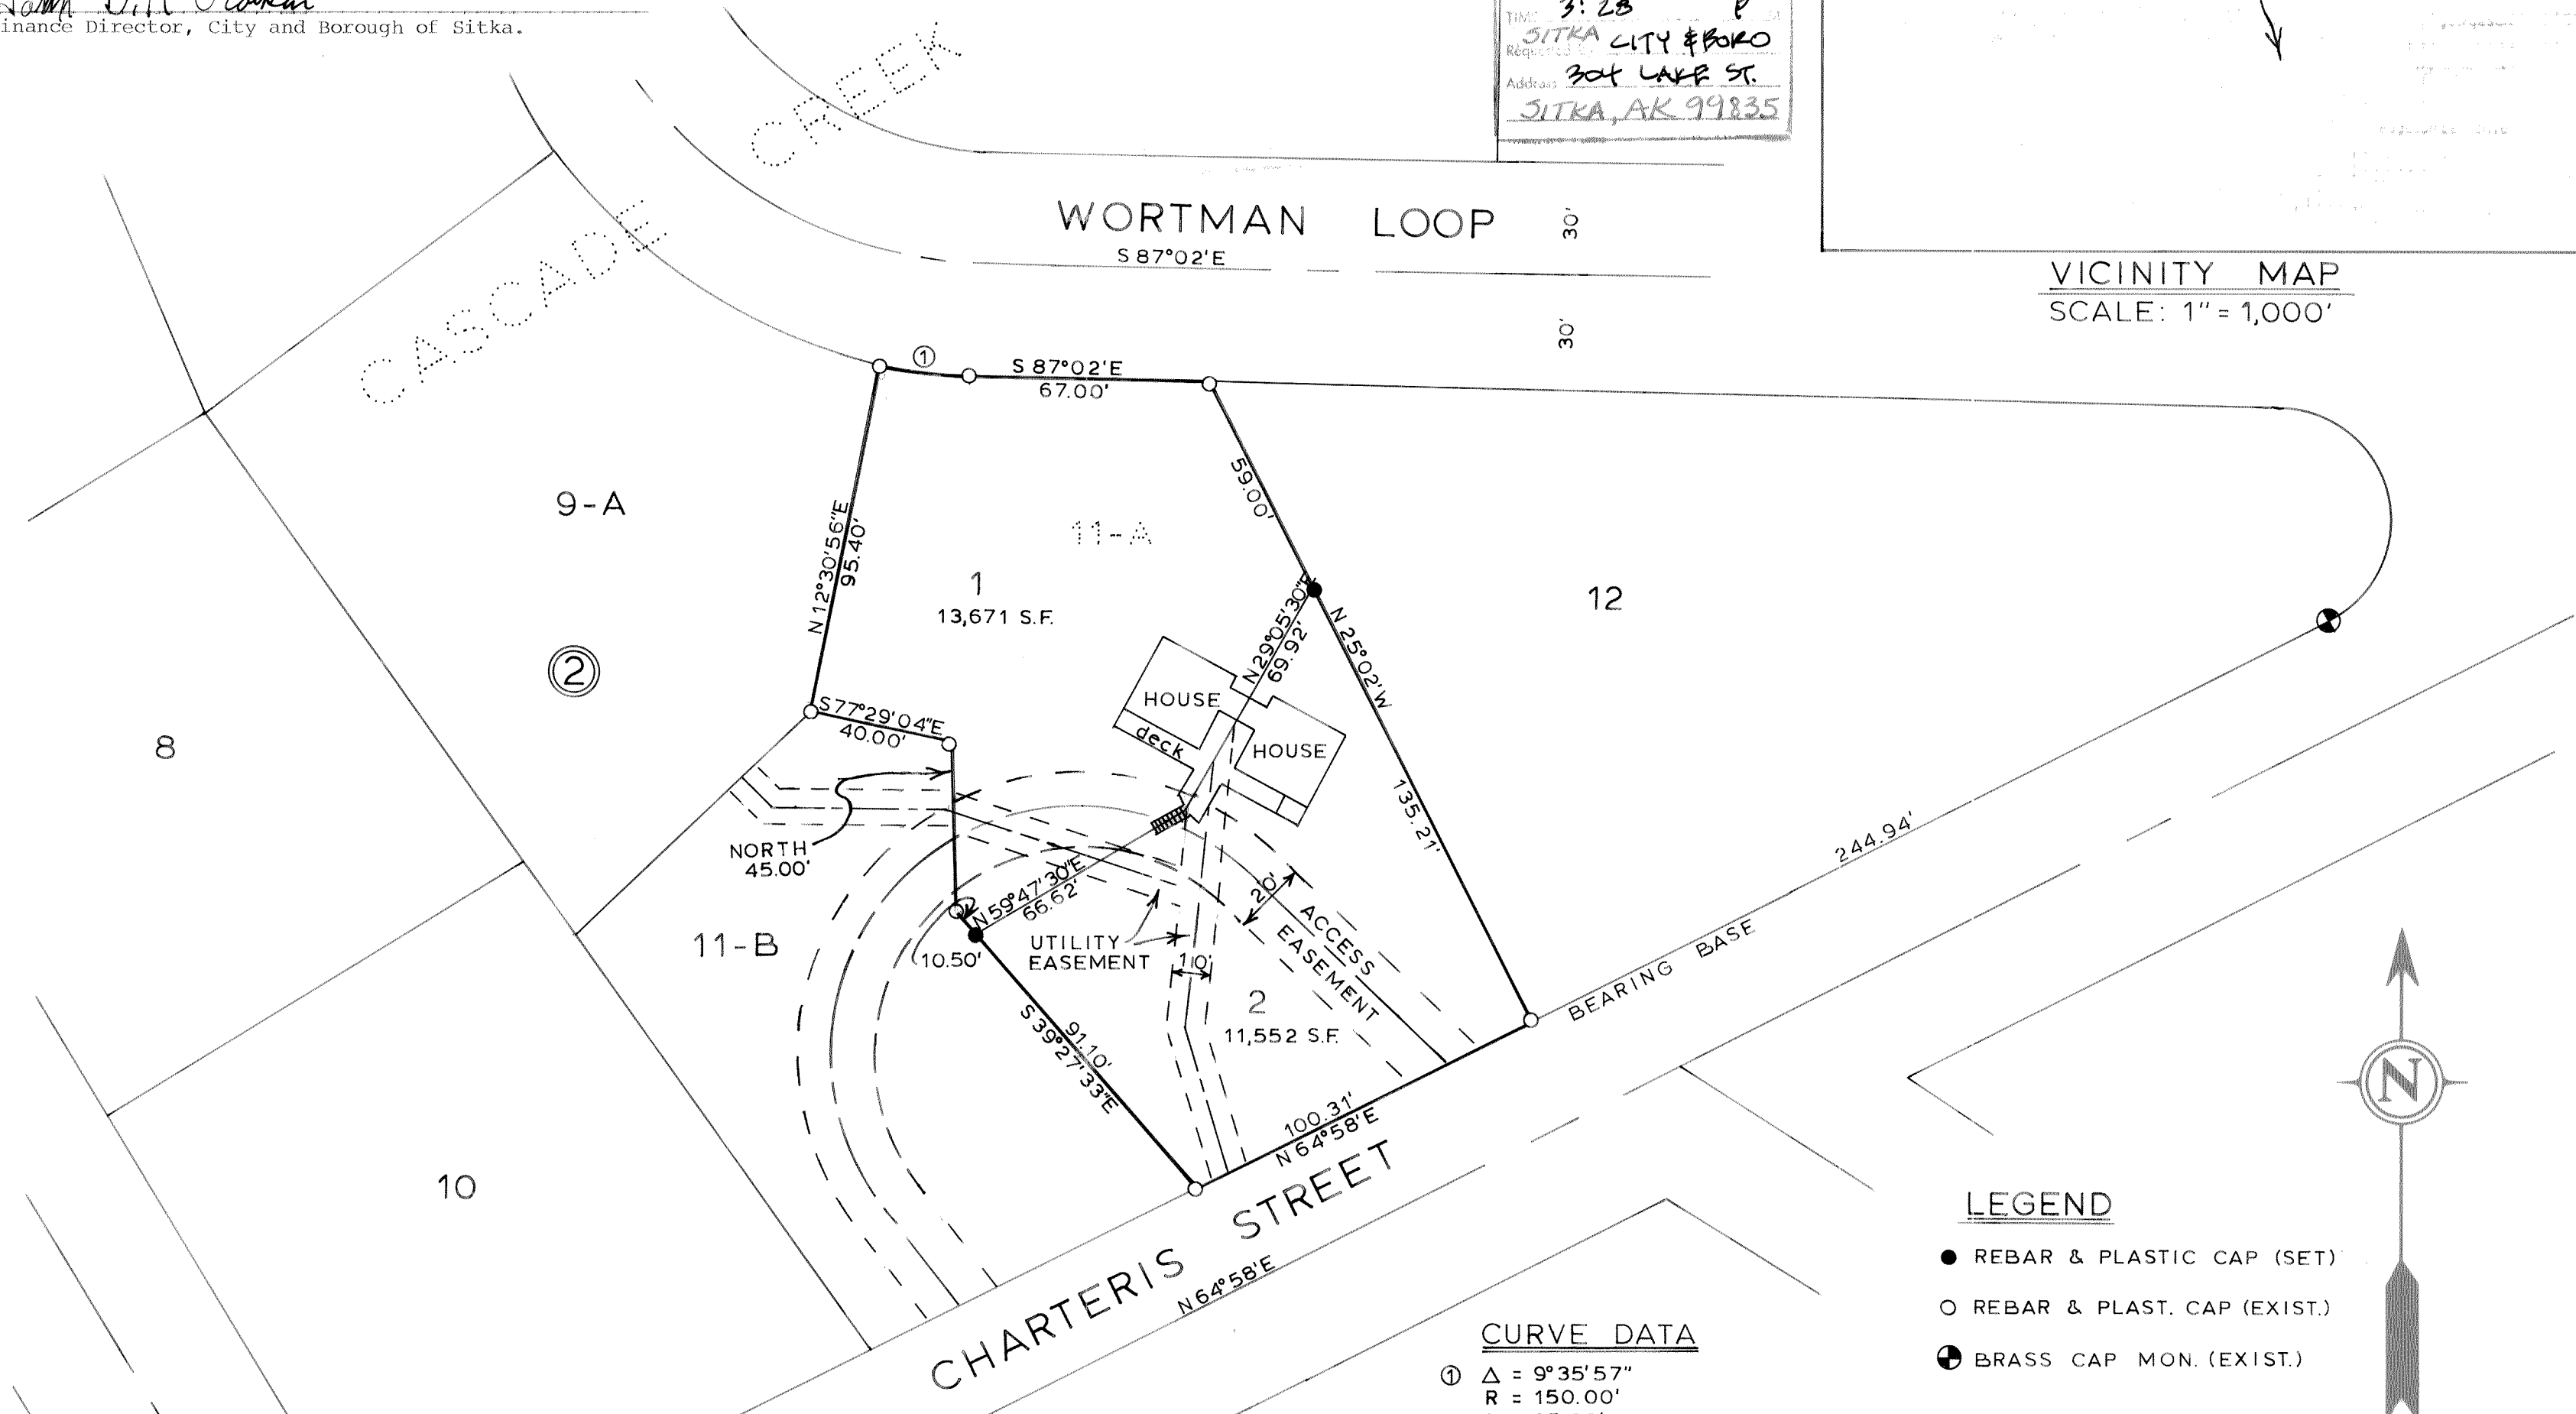 inance Director, City and Borough of Sitka.
3:28 P
SITKA CITY & BORO
Address 304 LAKE ST.
SITKA, AK 99835
CREEK
CASCADE
WORTMAN LOOP
S 87°02'E
30'
30'
VICINITY MAP
SCALE: 1" = 1,000'
①
S 87°02'E
67.00'
59.00'
N 12°30'56"E
95.40'
9-A
11-A
1
13,671 S.F.
12
2
N 29°05'30"E
69.92'
N 25°02'W
135.21'
S 77°29'04"E
40.00'
HOUSE
deck
HOUSE
8
NORTH
45.00'
N 59°47'30"E
66.62'
10.50'
11-B
UTILITY
EASEMENT
10'
20'
ACCESS
EASEMENT
244.94'
BEARING BASE
2
11,552 S.F.
91.10'
S 39°27'33"E
100.31'
N 64°58'E
10
CHARTERIS STREET
N 64°58'E
N
LEGEND
REBAR & PLASTIC CAP (SET)
REBAR & PLAST. CAP (EXIST.)
BRASS CAP MON. (EXIST.)
CURVE DATA
① Δ = 9°35'57"
R = 150.00'